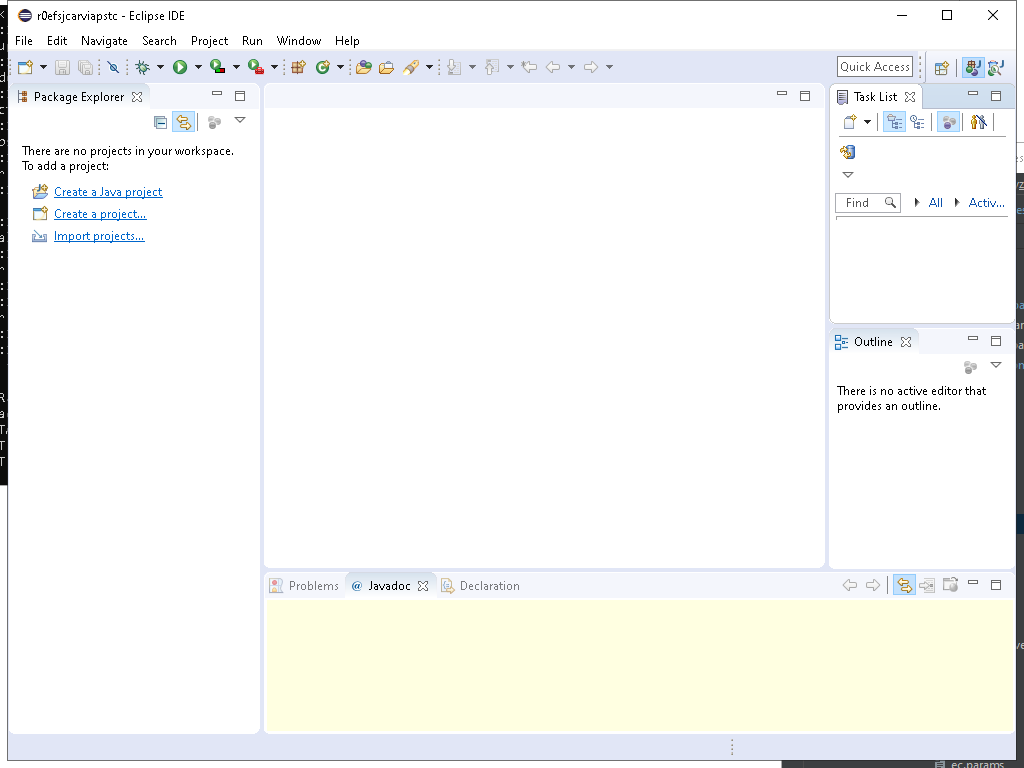 r0efsjcarviapstc - Eclipse IDE
File Edit Navigate Search Project Run Window Help
Quick Access
Package Explorer
Task List
There are no projects in your workspace.
To add a project:
Create a Java project
Create a project...
Import projects...
Find All Activ...
Outline
There is no active editor that
provides an outline.
Problems @ Javadoc Declaration
ec.params